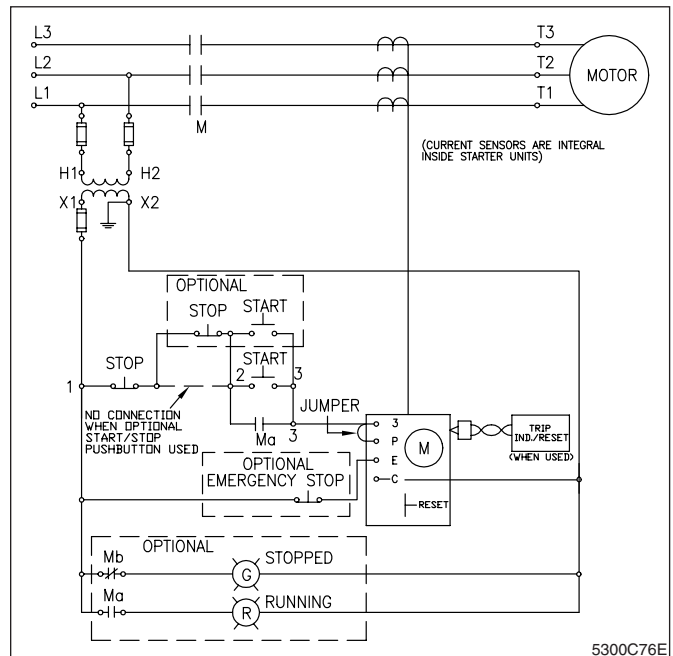 L3
T3
L2
T2
MOTOR
L1
T1
M
(CURRENT SENSORS ARE INTEGRAL
INSIDE STARTER UNITS)
H1
H2
X1
X2
OPTIONAL
STOP
START
STOP
START
1
2
3
NO CONNECTION
WHEN OPTIONAL
START/STOP
PUSHBUTTON USED
Ma
3
JUMPER
3
P
E
C
M
RESET
TRIP
IND./RESET
(WHEN USED)
OPTIONAL
EMERGENCY STOP
OPTIONAL
Mb
G
STOPPED
Ma
R
RUNNING
5300C76E